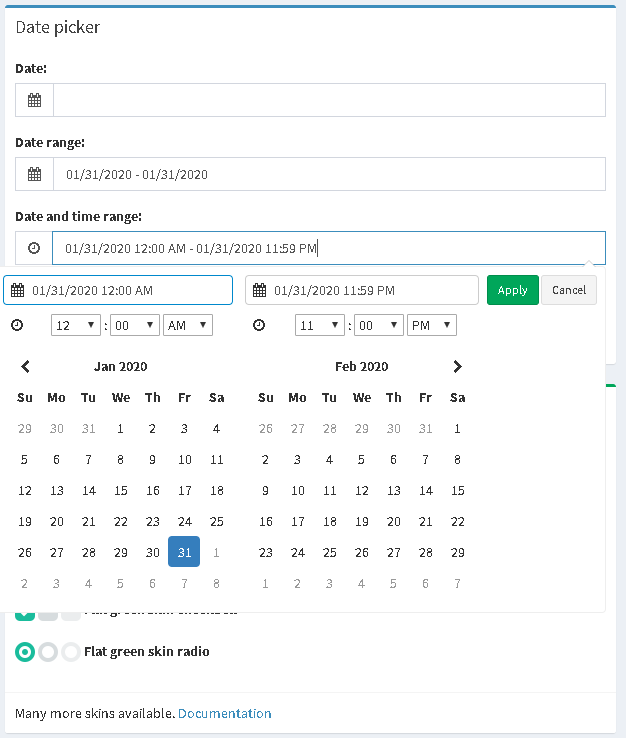 Date picker
Date:
Date range:
01/31/2020 - 01/31/2020
Date and time range:
01/31/2020 12:00 AM - 01/31/2020 11:59 PM
01/31/2020 12:00 AM 01/31/2020 11:59 PM Apply Cancel
12 : 00 AM 11 : 00 PM
Jan 2020 Feb 2020
Su Mo Tu We Th Fr Sa Su Mo Tu We Th Fr Sa
29 30 31 1 2 3 4 26 27 28 29 30 31 1
5 6 7 8 9 10 11 2 3 4 5 6 7 8
12 13 14 15 16 17 18 9 10 11 12 13 14 15
19 20 21 22 23 24 25 16 17 18 19 20 21 22
26 27 28 29 30 31 1 23 24 25 26 27 28 29
2 3 4 5 6 7 8 1 2 3 4 5 6 7
Flat green skin radio
Many more skins available. Documentation